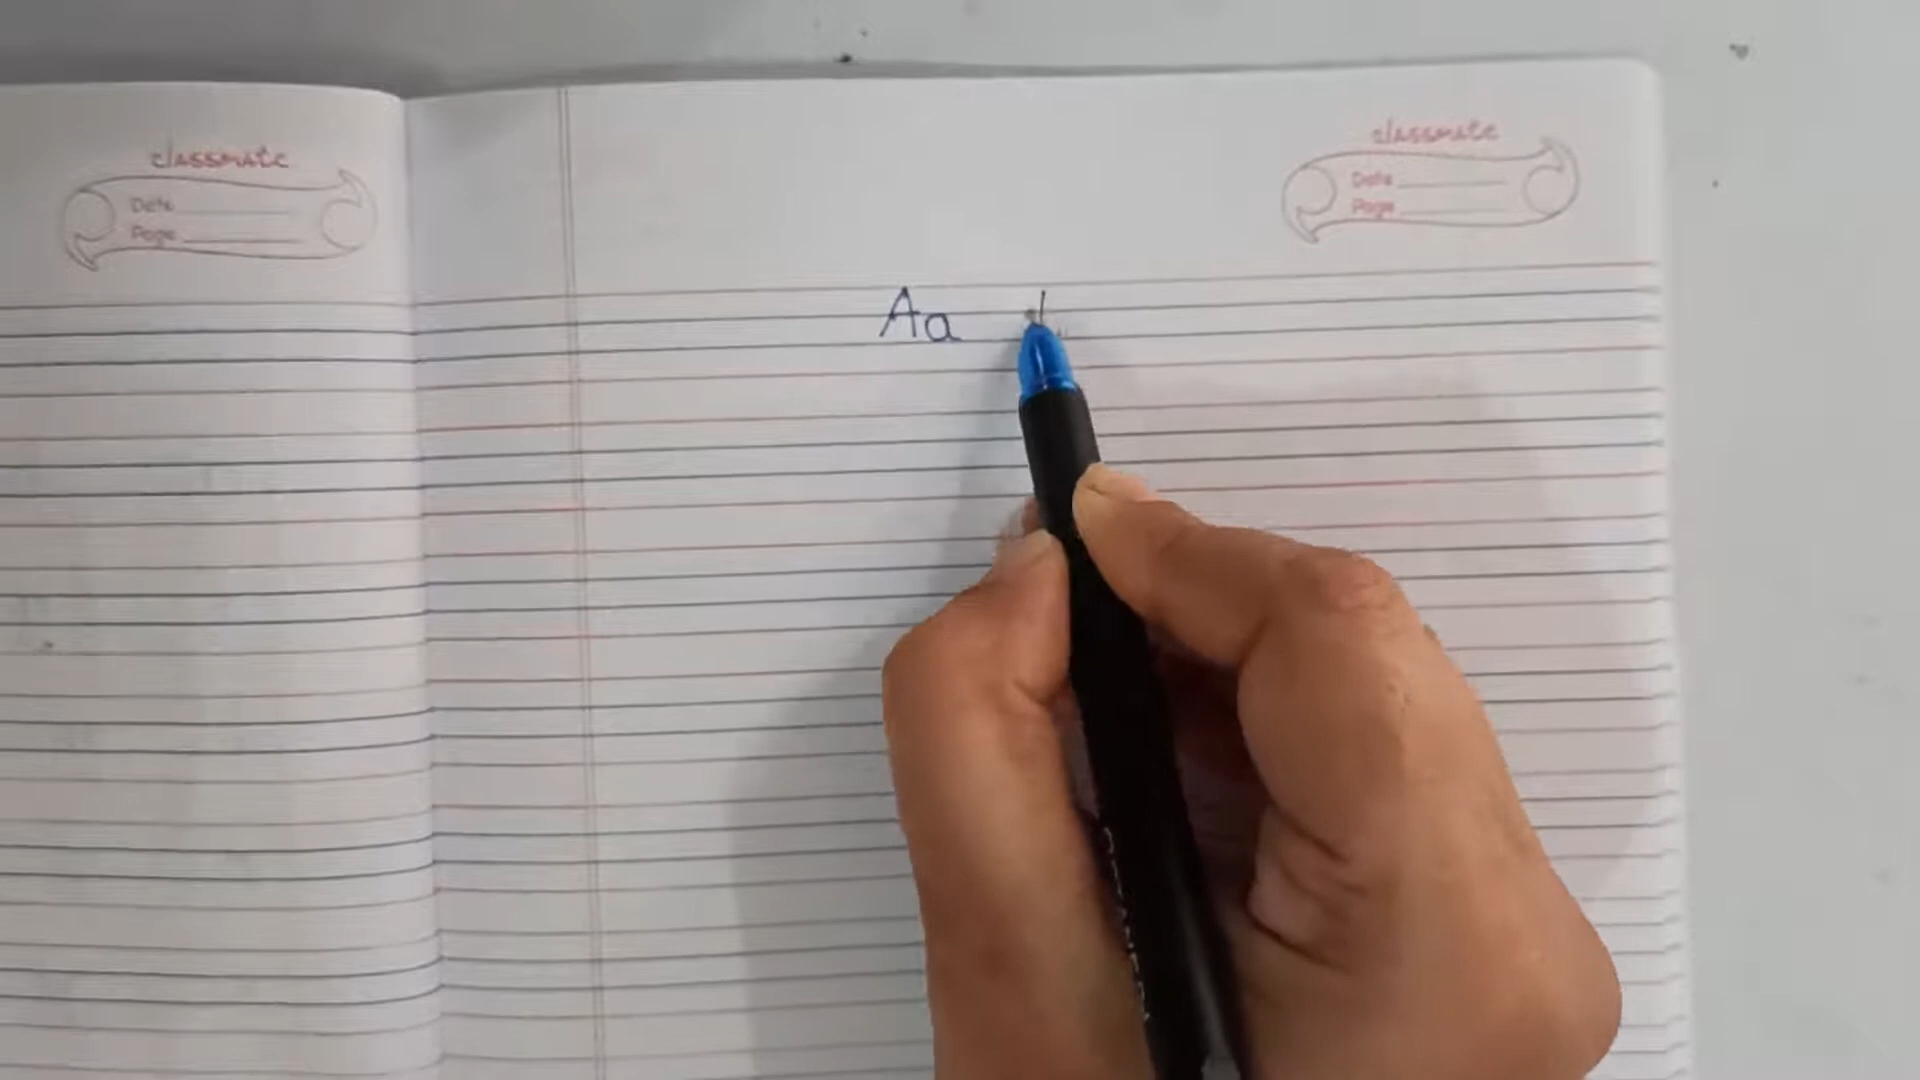 classmate
Date
Page
classmate
Date
Page
Aa